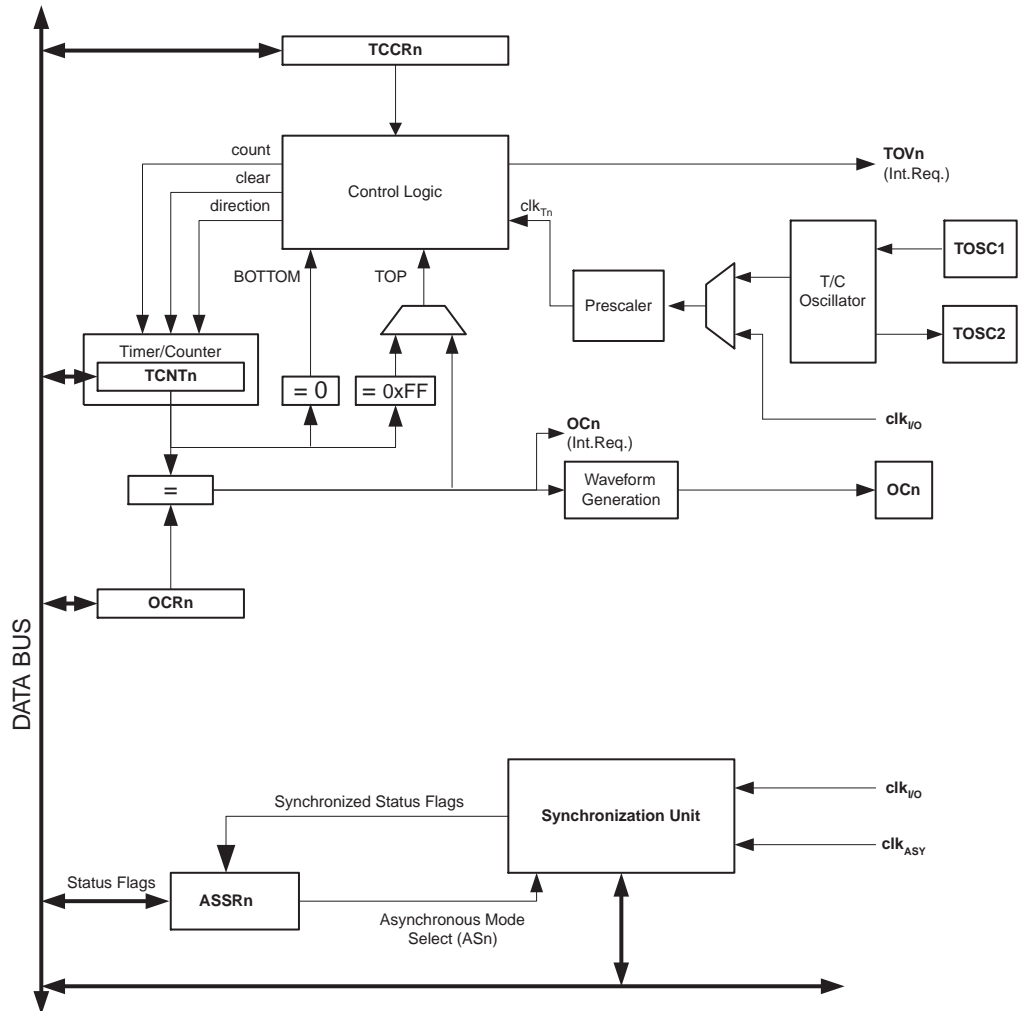 TCCRn
count
clear
direction
Control Logic
TOVn
(Int.Req.)
clkTn
BOTTOM
TOP
TOSC1
T/C
Oscillator
Prescaler
TOSC2
Timer/Counter
TCNTn
= 0
= 0xFF
clkI/O
OCn
(Int.Req.)
=
Waveform
Generation
OCn
OCRn
DATA BUS
clkI/O
Synchronized Status Flags
Synchronization Unit
clkASY
Status Flags
ASSRn
Asynchronous Mode
Select (ASn)